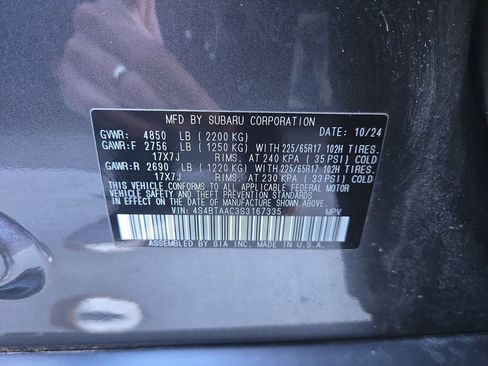 MFD BY SUBARU CORPORATION DATE: 10/24
GVWR: 4850 LB (2200 KG)
GAWR:F 2756 LB (1250 KG) WITH 225/65R17 102H TIRES.
17X7J RIMS. AT 240 KPA (35 PSI) COLD
GAWR:R 2690 LB (1220 KG) WITH 225/65R17 102H TIRES.
17X7J RIMS. AT 230 KPA (33 PSI) COLD
THIS VEHICLE CONFORMS TO ALL APPLICABLE FEDERAL MOTOR
VEHICLE SAFETY AND THEFT PREVENTION STANDARDS IN EFFECT
ON THE DATE OF MANUFACTURE SHOWN ABOVE.
VIN: 4S4BTAAC3S3167335 MPV
ASSEMBLED BY SIA INC. MADE IN U.S.A.